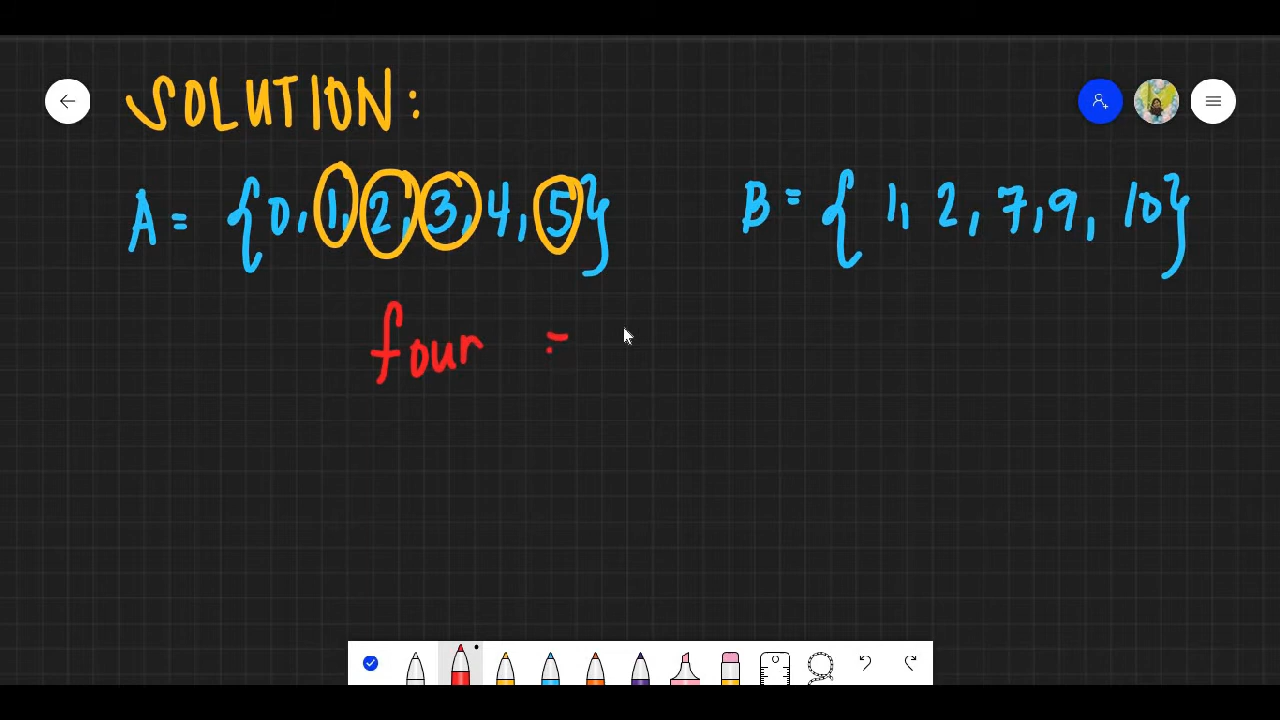 SOLUTION:
A = {0, 1, 2, 3, 4, 5} B = { 1, 2, 7, 9, 10}
four =